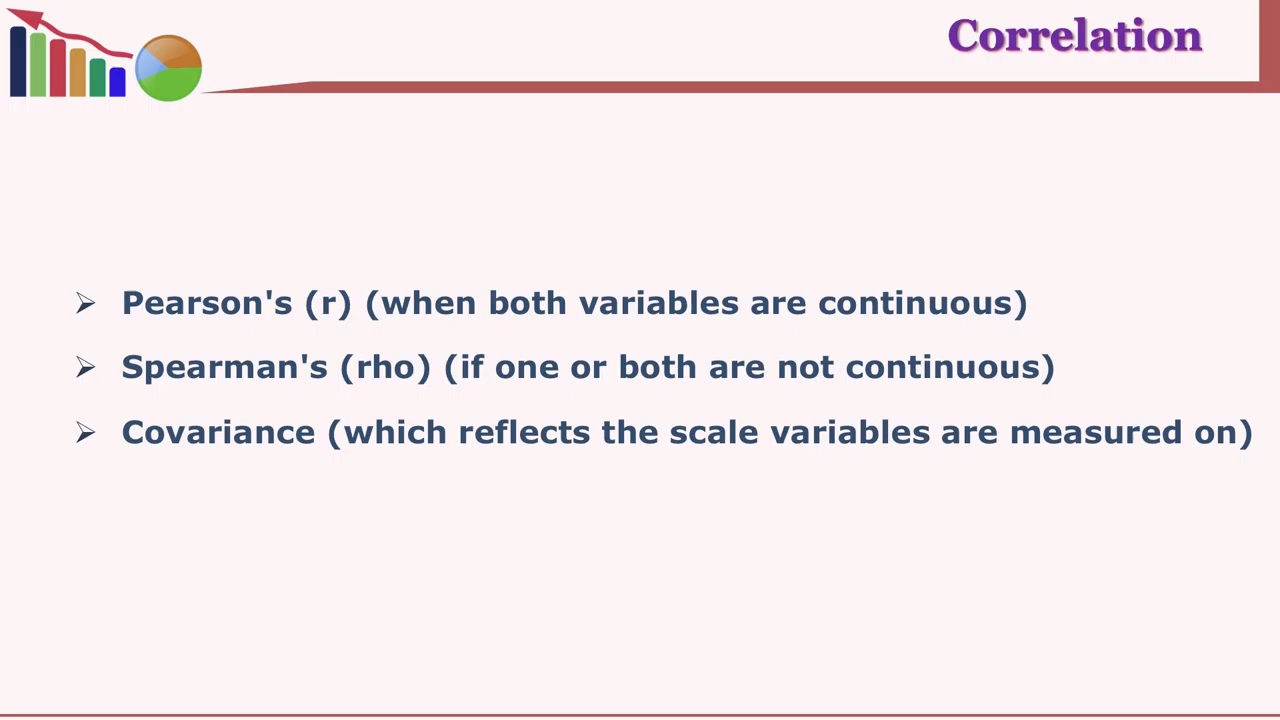 Correlation
➢ Pearson's (r) (when both variables are continuous)
➢ Spearman's (rho) (if one or both are not continuous)
➢ Covariance (which reflects the scale variables are measured on)